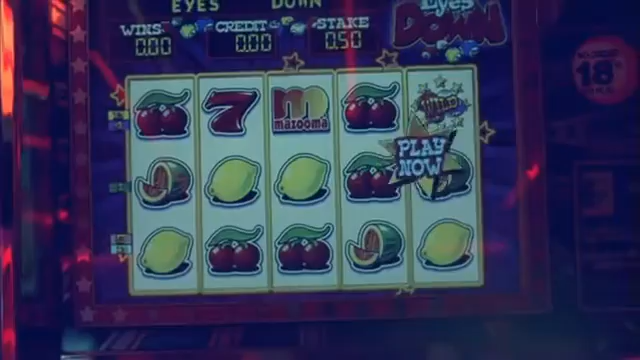 EYES DOWN
Eyes
DOWN
WINS CREDIT STAKE
0.00 0.00 0.50
18
7
mazooma
PLAY
NOW